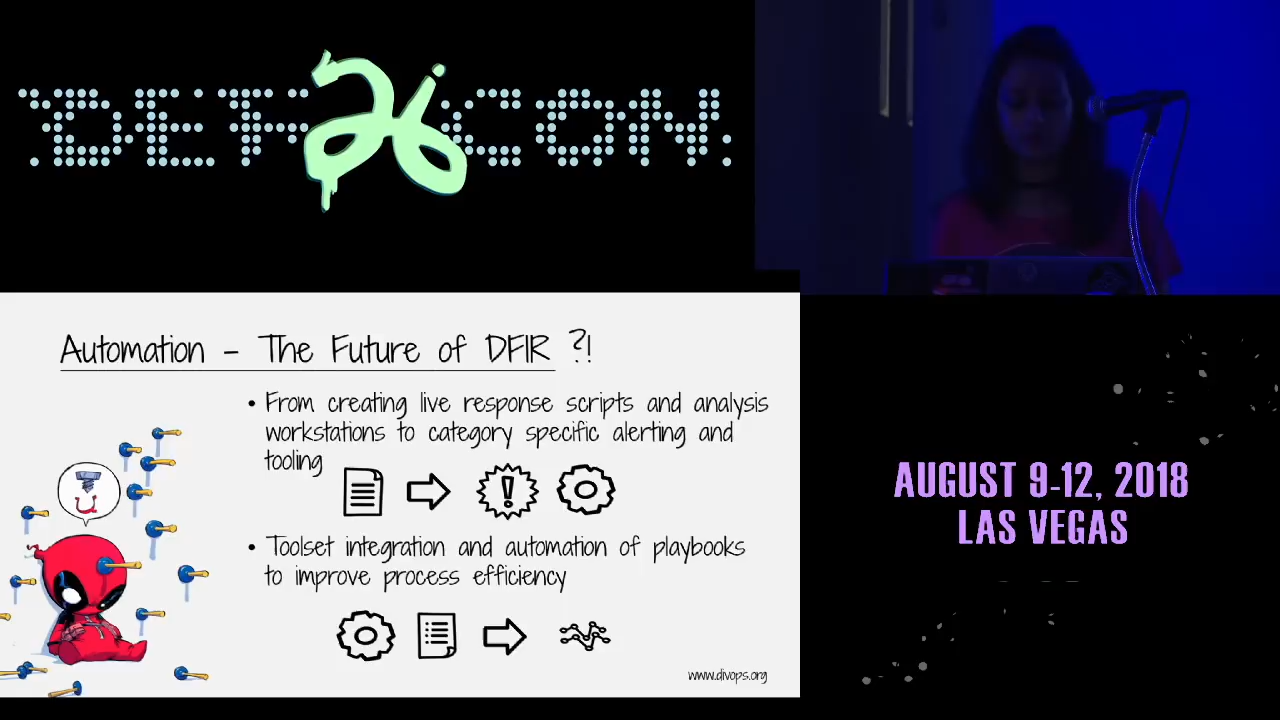 DEF 26 CON
Automation - The Future of DFIR ?!
• From creating live response scripts and analysis
workstations to category specific alerting and
tooling
• Toolset integration and automation of playbooks
to improve process efficiency
www.divops.org
AUGUST 9-12, 2018
LAS VEGAS